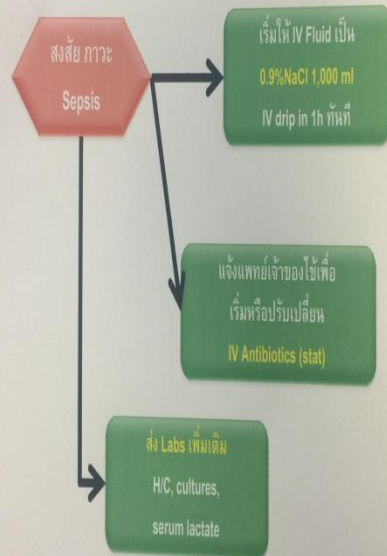 สงสัย ภาวะ
Sepsis
เริ่มให้ IV Fluid เป็น
0.9%NaCl 1,000 ml
IV drip in 1h ทันที
แจ้งแพทย์เจ้าของไข้เพื่อ
เริ่มหรือปรับเปลี่ยน
IV Antibiotics (stat)
ส่ง Labs เพิ่มเติม
H/C, cultures,
serum lactate